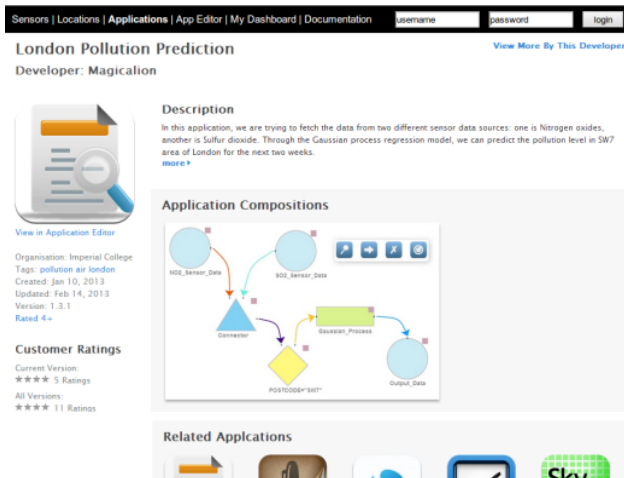 Sensors | Locations | Applications | App Editor | My Dashboard | Documentation
username
password
login
London Pollution Prediction
View More By This Developer
Developer: Magicalion
Description
In this application, we are trying to fetch the data from two different sensor data sources: one is Nitrogen oxides,
another is Sulfur dioxide. Through the Gaussian process regression model, we can predict the pollution level in SW7
area of London for the next two weeks.
more
View in Application Editor
Organisation: Imperial College
Tags: pollution air london
Created: Jan 10, 2013
Updated: Feb 14, 2013
Version: 1.3.1
Rated 4+
Customer Ratings
Current Version:
★★★★ 5 Ratings
All Versions:
★★★★ 11 Ratings
Application Compositions
SO2_Sensor_Data
Connector
Gaussian_Process
Output_Data
Related Applcations
Sky